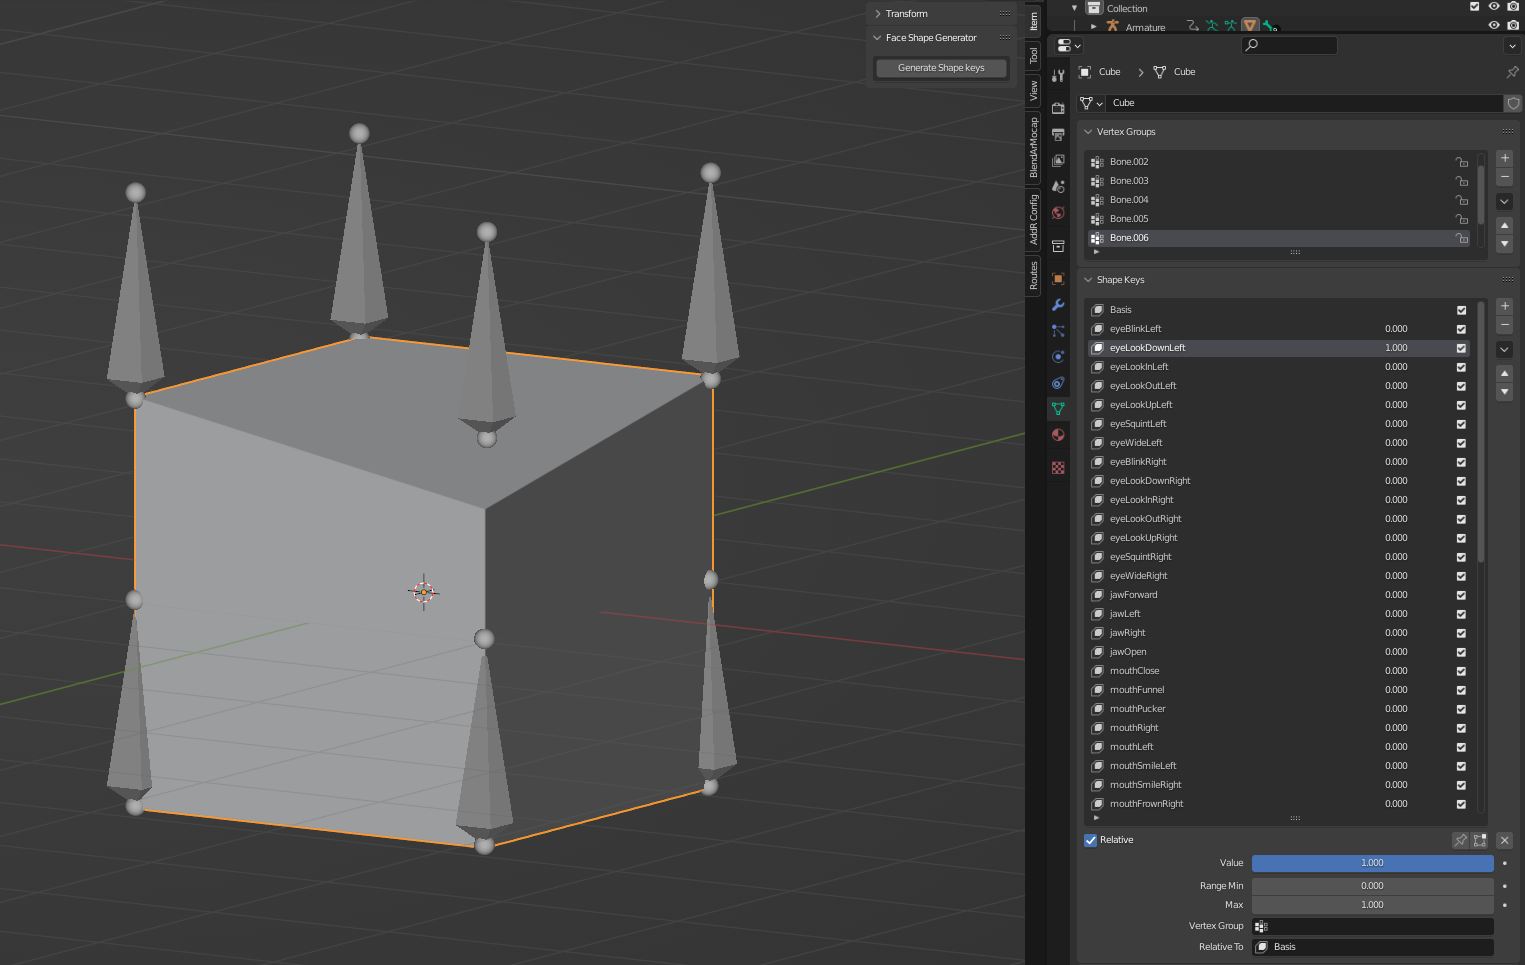 Transform
Face Shape Generator
Generate Shape keys
Item
Tool
View
BlendArMocap
AddR Config
Routes
Collection
Armature
Cube
Cube
Cube
Vertex Groups
Bone.002
Bone.003
Bone.004
Bone.005
Bone.006
Shape Keys
Basis
eyeBlinkLeft 0.000
eyeLookDownLeft 1.000
eyeLookInLeft 0.000
eyeLookOutLeft 0.000
eyeLookUpLeft 0.000
eyeSquintLeft 0.000
eyeWideLeft 0.000
eyeBlinkRight 0.000
eyeLookDownRight 0.000
eyeLookInRight 0.000
eyeLookOutRight 0.000
eyeLookUpRight 0.000
eyeSquintRight 0.000
eyeWideRight 0.000
jawForward 0.000
jawLeft 0.000
jawRight 0.000
jawOpen 0.000
mouthClose 0.000
mouthFunnel 0.000
mouthPucker 0.000
mouthRight 0.000
mouthLeft 0.000
mouthSmileLeft 0.000
mouthSmileRight 0.000
mouthFrownRight 0.000
Relative
Value 1.000
Range Min 0.000
Max 1.000
Vertex Group
Relative To Basis